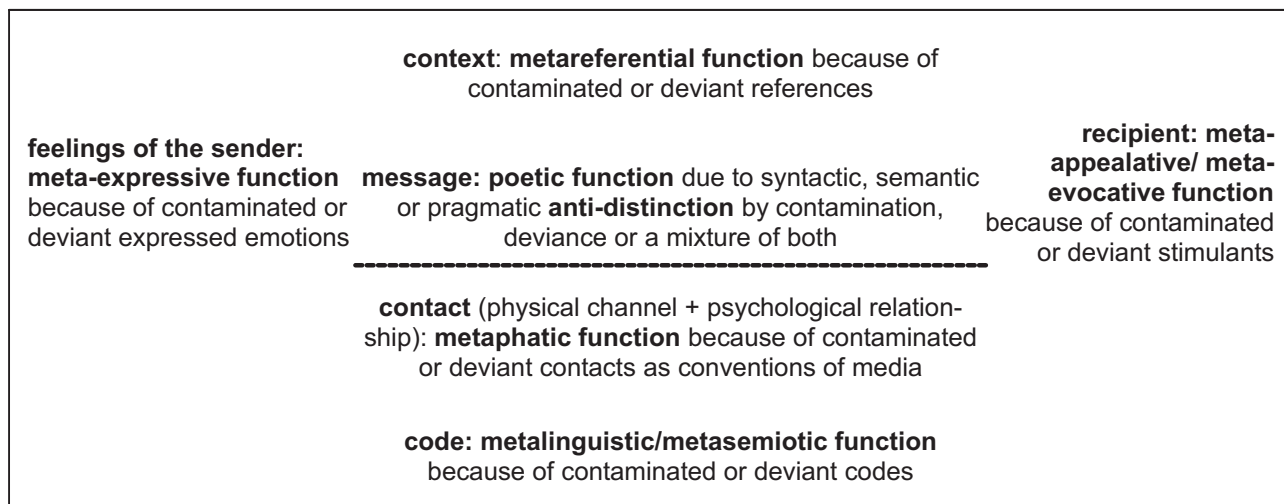 context: metareferential function because of
contaminated or deviant references
feelings of the sender:
meta-expressive function
because of contaminated or
deviant expressed emotions
message: poetic function due to syntactic, semantic
or pragmatic anti-distinction by contamination,
deviance or a mixture of both
recipient: meta-
appealative/ meta-
evocative function
because of contaminated
or deviant stimulants
contact (physical channel + psychological relation-
ship): metaphatic function because of contaminated
or deviant contacts as conventions of media
code: metalinguistic/metasemiotic function
because of contaminated or deviant codes